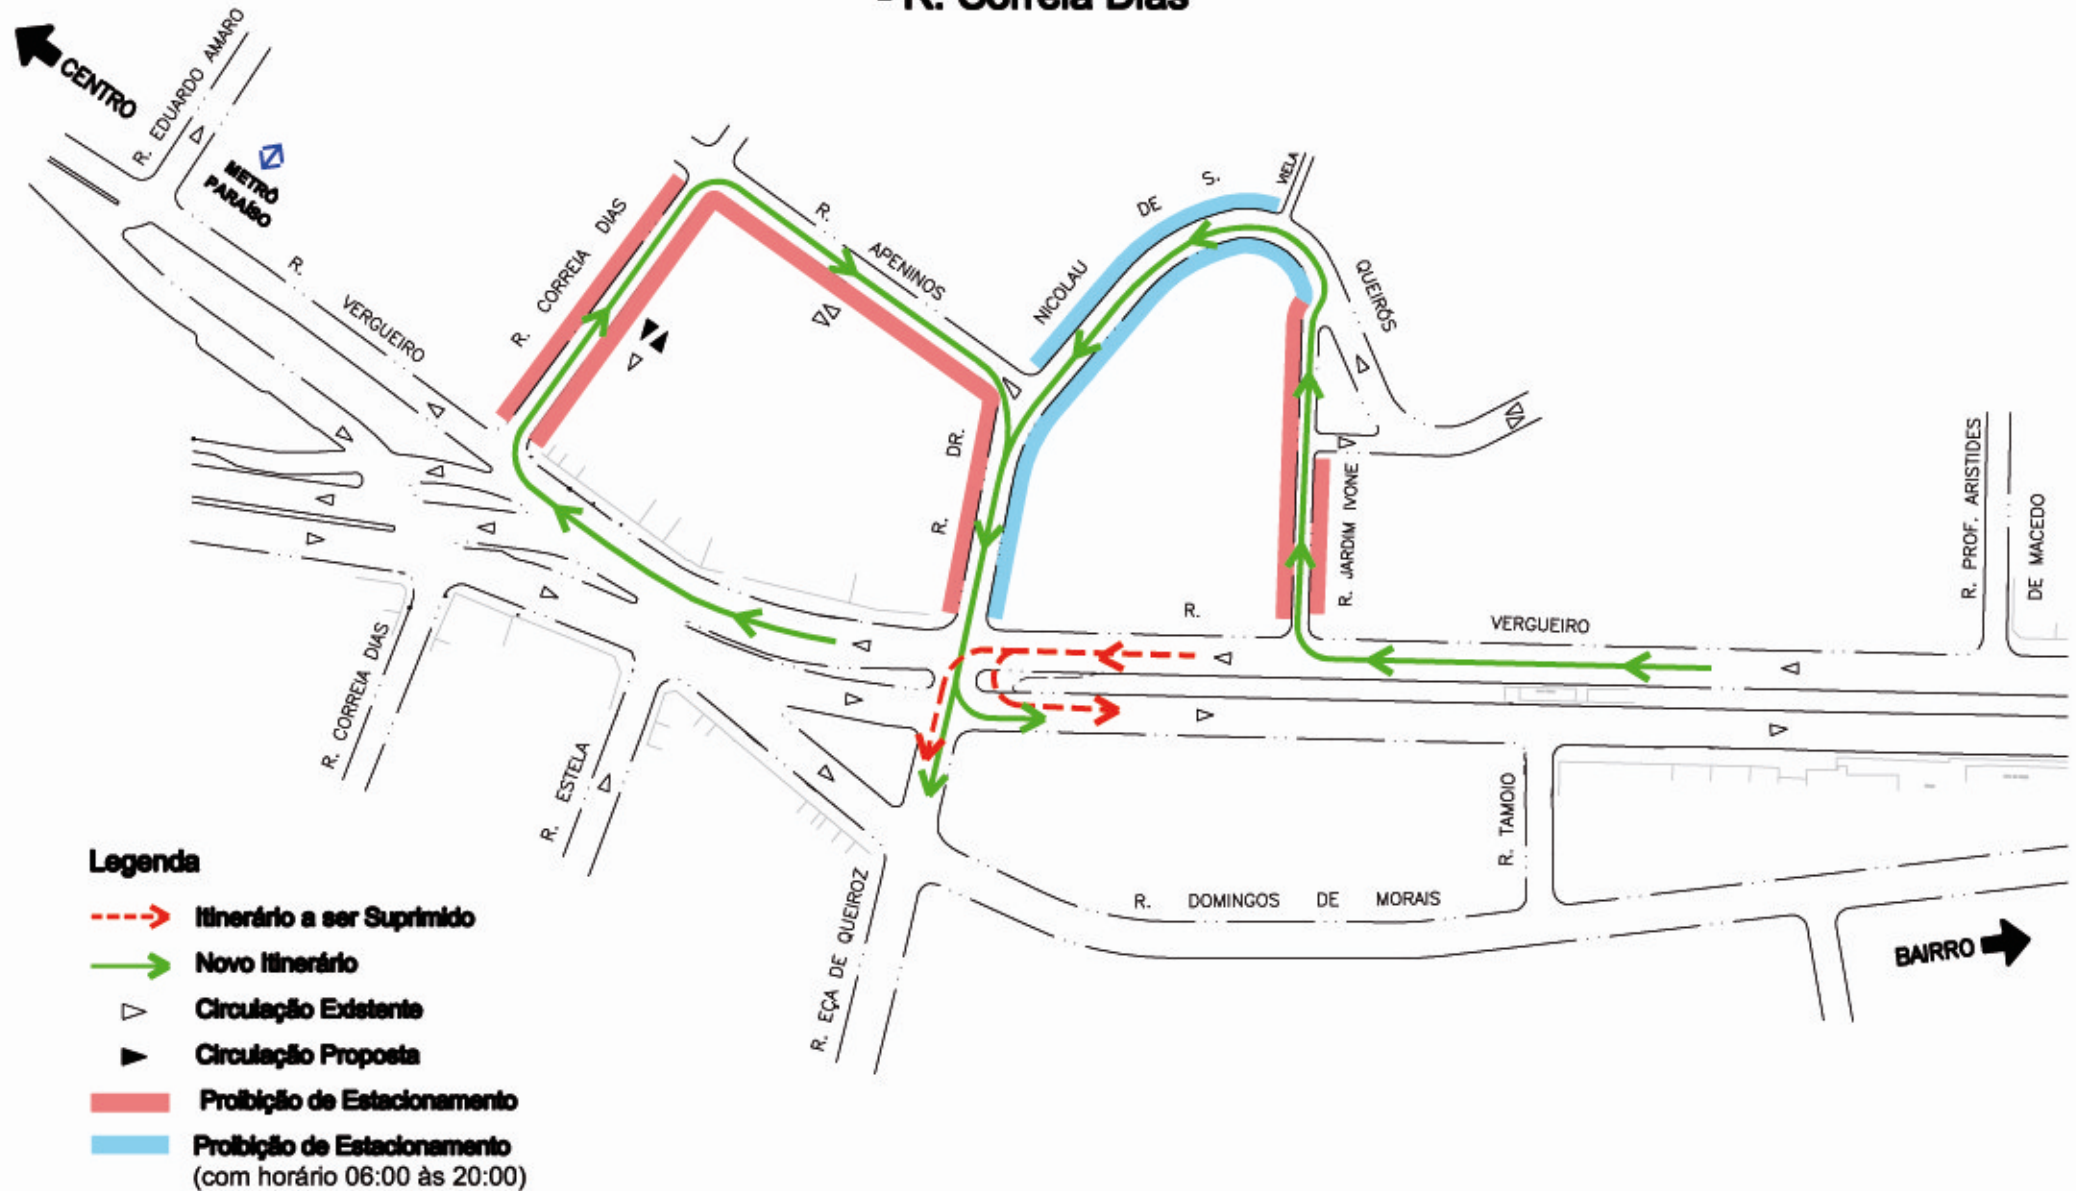 - R. Correia Dias
CENTRO
R. EDUARDO AMARO
METRÔ
PARAÍSO
R. VERGUEIRO
R. CORREIA DIAS
R. APENINOS
NICOLAU DE S. QUEIRÓS
VIELA
R. DR.
R. JARDIM IVONE
R. VERGUEIRO
R. PROF. ARISTIDES
DE MACEDO
R. CORREIA DIAS
R. ESTELA
R. EÇA DE QUEIROZ
R. TAMOIO
R. DOMINGOS DE MORAIS
BAIRRO
Legenda
Itinerário a ser Suprimido
Novo Itinerário
Circulação Existente
Circulação Proposta
Proibição de Estacionamento
Proibição de Estacionamento
(com horário 06:00 às 20:00)